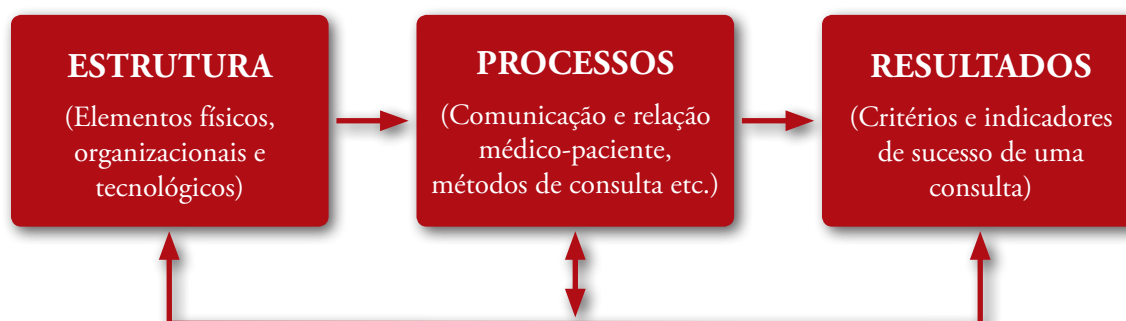 ESTRUTURA
(Elementos físicos,
organizacionais e
tecnológicos)
PROCESSOS
(Comunicação e relação
médico-paciente,
métodos de consulta etc.)
RESULTADOS
(Critérios e indicadores
de sucesso de uma
consulta)